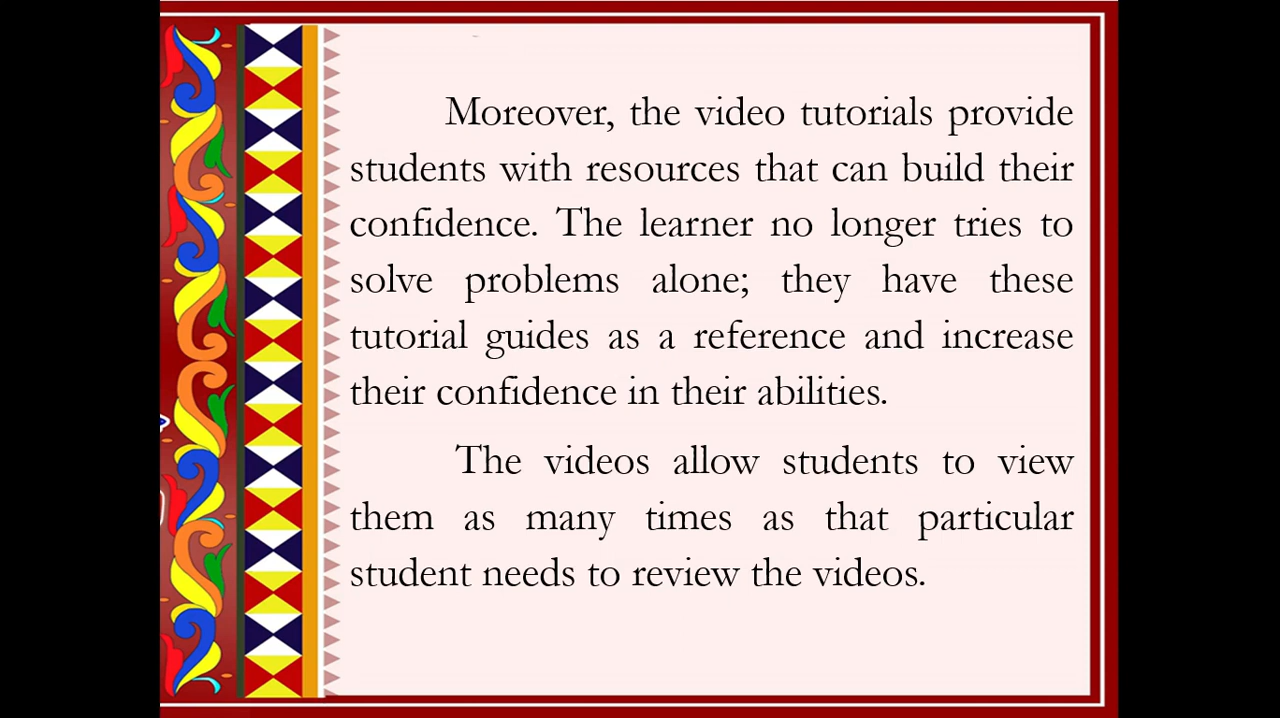 Moreover, the video tutorials provide
students with resources that can build their
confidence. The learner no longer tries to
solve problems alone; they have these
tutorial guides as a reference and increase
their confidence in their abilities.
The videos allow students to view
them as many times as that particular
student needs to review the videos.